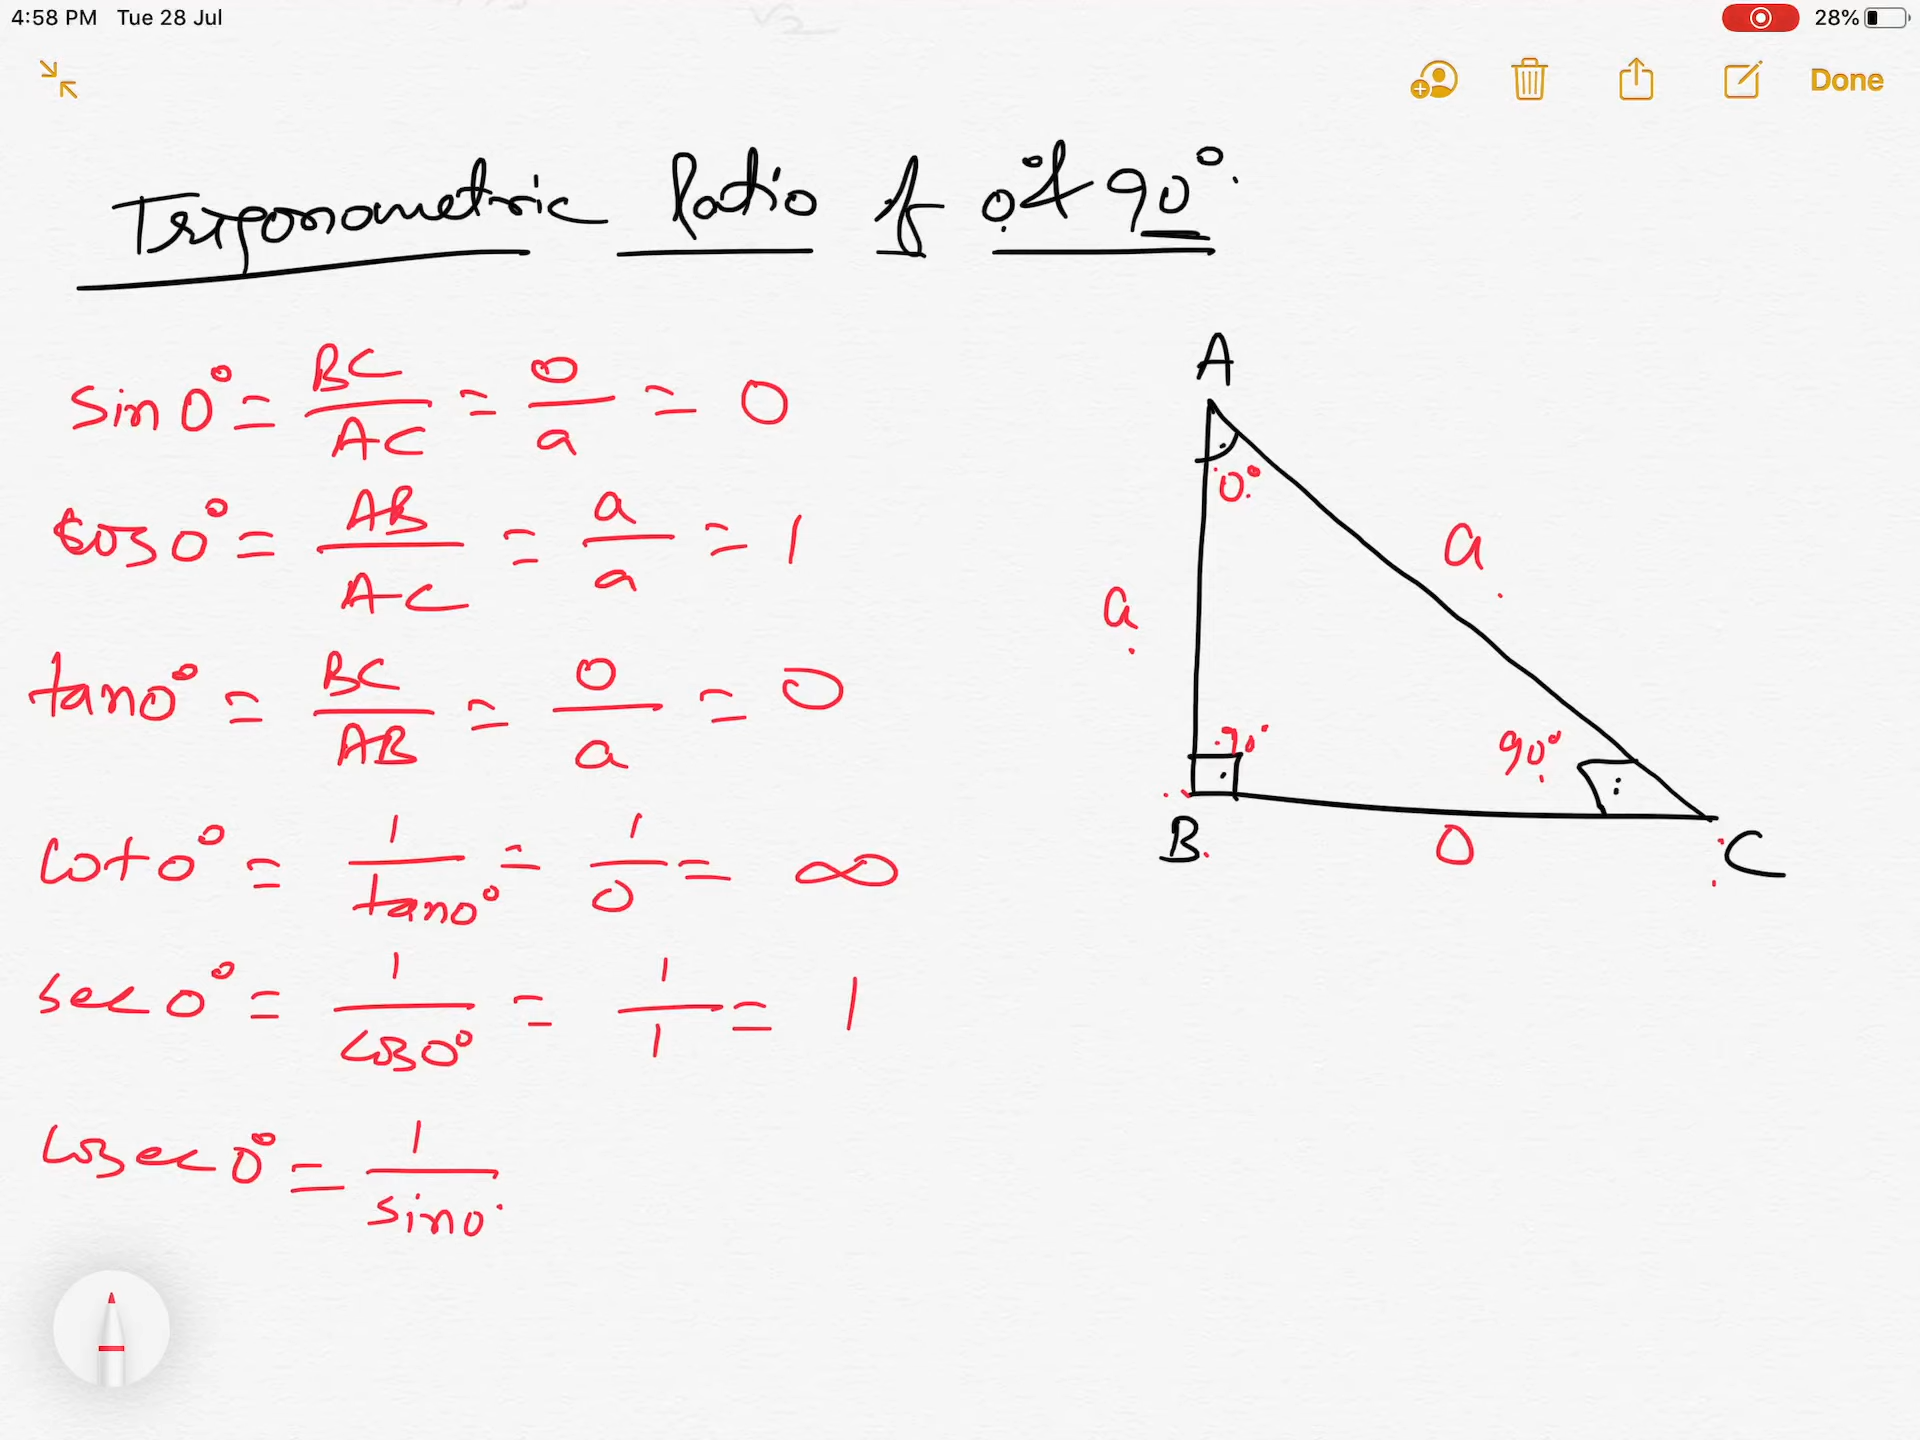 4:58 PM Tue 28 Jul
28%
Done
Trigonometric Ratio of 0° & 90°.
sin 0° = BC/AC = 0/a = 0
cos 0° = AB/AC = a/a = 1
tan 0° = BC/AB = 0/a = 0
cot 0° = 1/tan 0° = 1/0 = ∞
sec 0° = 1/cos 0° = 1/1 = 1
cosec 0° = 1/sin 0
A
0°
a
a
90°
90°
B
0
C